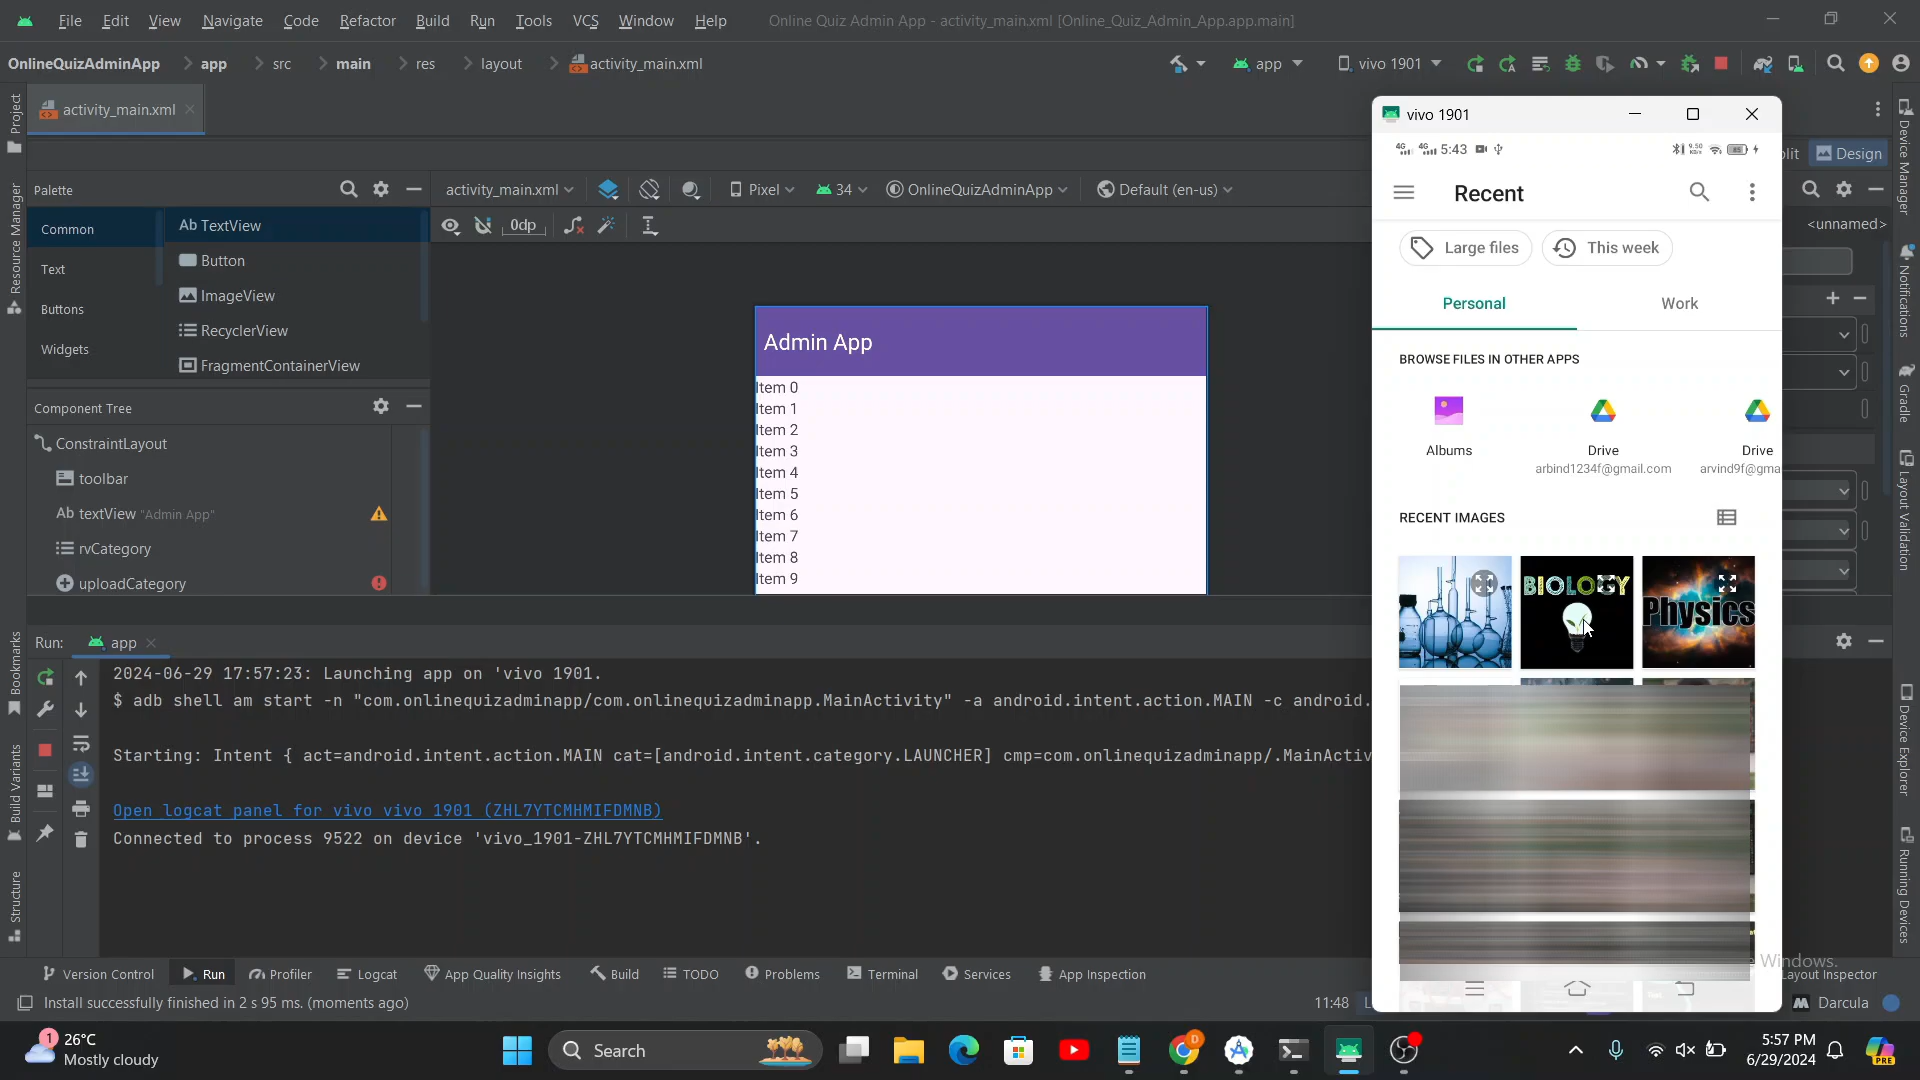 File Edit View Navigate Code Refactor Build Run Tools VCS Window Help Online Quiz Admin App - activity_main.xml [Online_Quiz_Admin_App.app.main]
OnlineQuizAdminApp app src main res layout activity_main.xml app vivo 1901
activity_main.xml
Design
Palette
activity_main.xml Pixel 34 OnlineQuizAdminApp Default (en-us)
0dp
<unnamed>
Common
Text
Buttons
Widgets
Ab TextView
Button
ImageView
RecyclerView
FragmentContainerView
Component Tree
ConstraintLayout
toolbar
Ab textView "Admin App"
rvCategory
uploadCategory
Admin App
Item 0
Item 1
Item 2
Item 3
Item 4
Item 5
Item 6
Item 7
Item 8
Item 9
vivo 1901
4G 4G 5:43
Recent
Large files This week
Personal Work
BROWSE FILES IN OTHER APPS
Albums Drive Drive
arbind1234f@gmail.com arvind9f@gma
RECENT IMAGES
BIOLOGY
Physics
Run: app
2024-06-29 17:57:23: Launching app on 'vivo 1901.
$ adb shell am start -n "com.onlinequizadminapp/com.onlinequizadminapp.MainActivity" -a android.intent.action.MAIN -c android.
Starting: Intent { act=android.intent.action.MAIN cat=[android.intent.category.LAUNCHER] cmp=com.onlinequizadminapp/.MainActiv
Open logcat panel for vivo vivo 1901 (ZHL7YTCMHMIFDMNB)
Connected to process 9522 on device 'vivo_1901-ZHL7YTCMHMIFDMNB'.
Project
Resource Manager
Bookmarks
Build Variants
Structure
Device Manager
Notifications
Gradle
Layout Validation
Device Explorer
Running Devices
Windows.
Version Control Run Profiler Logcat App Quality Insights Build TODO Problems Terminal Services App Inspection Layout Inspector
Install successfully finished in 2 s 95 ms. (moments ago) 11:48 Darcula
1 26°C
Mostly cloudy
Search
5:57 PM
6/29/2024
PRE